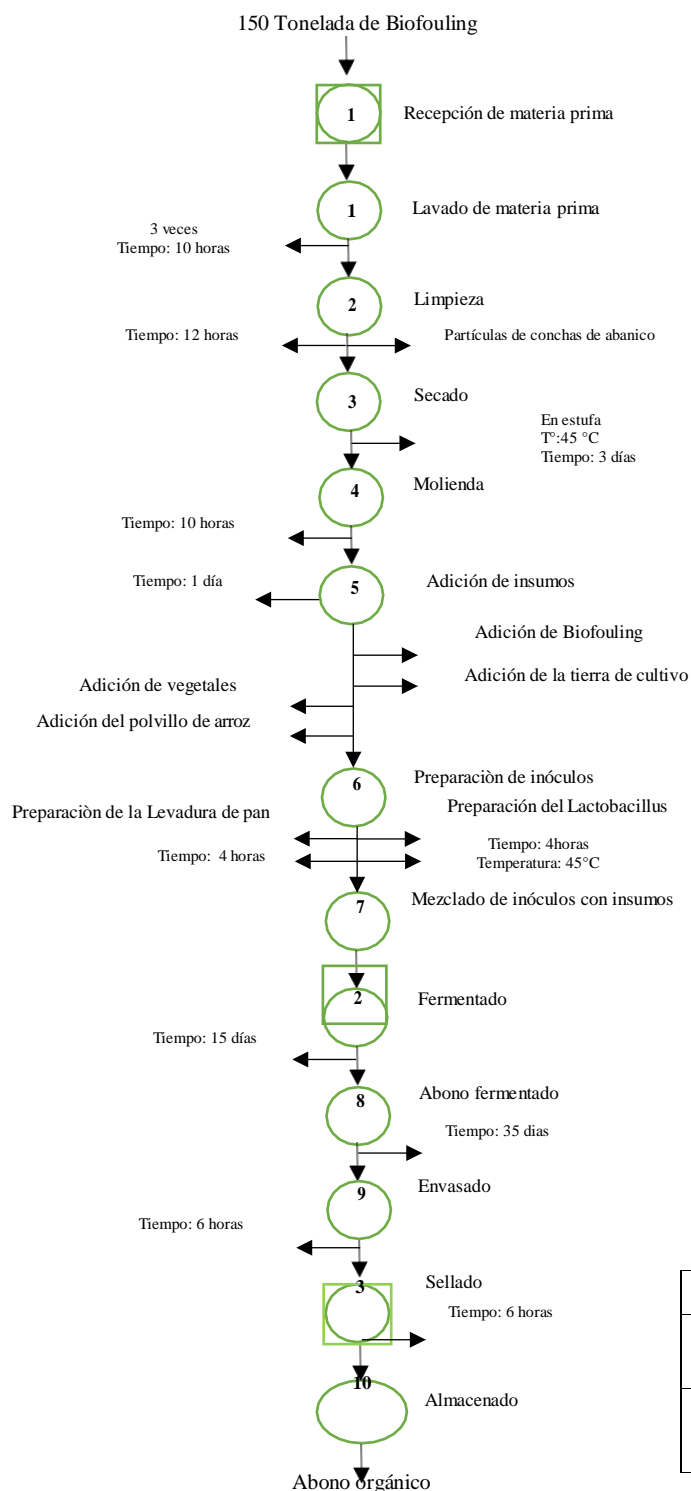 150 Tonelada de Biofouling
1
Recepción de materia prima
1
Lavado de materia prima
3 veces
Tiempo: 10 horas
2
Limpieza
Tiempo: 12 horas
Partículas de conchas de abanico
3
Secado
En estufa
T°:45 °C
Tiempo: 3 días
4
Molienda
Tiempo: 10 horas
5
Adición de insumos
Tiempo: 1 día
Adición de Biofouling
Adición de la tierra de cultivo
Adición de vegetales
Adición del polvillo de arroz
6
Preparaciòn de inóculos
Preparaciòn de la Levadura de pan
Preparación del Lactobacillus
Tiempo: 4 horas
Tiempo: 4horas
Temperatura: 45°C
7
Mezclado de inóculos con insumos
2
Fermentado
Tiempo: 15 días
8
Abono fermentado
Tiempo: 35 dias
9
Envasado
Tiempo: 6 horas
3
Sellado
Tiempo: 6 horas
10
Almacenado
Abono orgánico